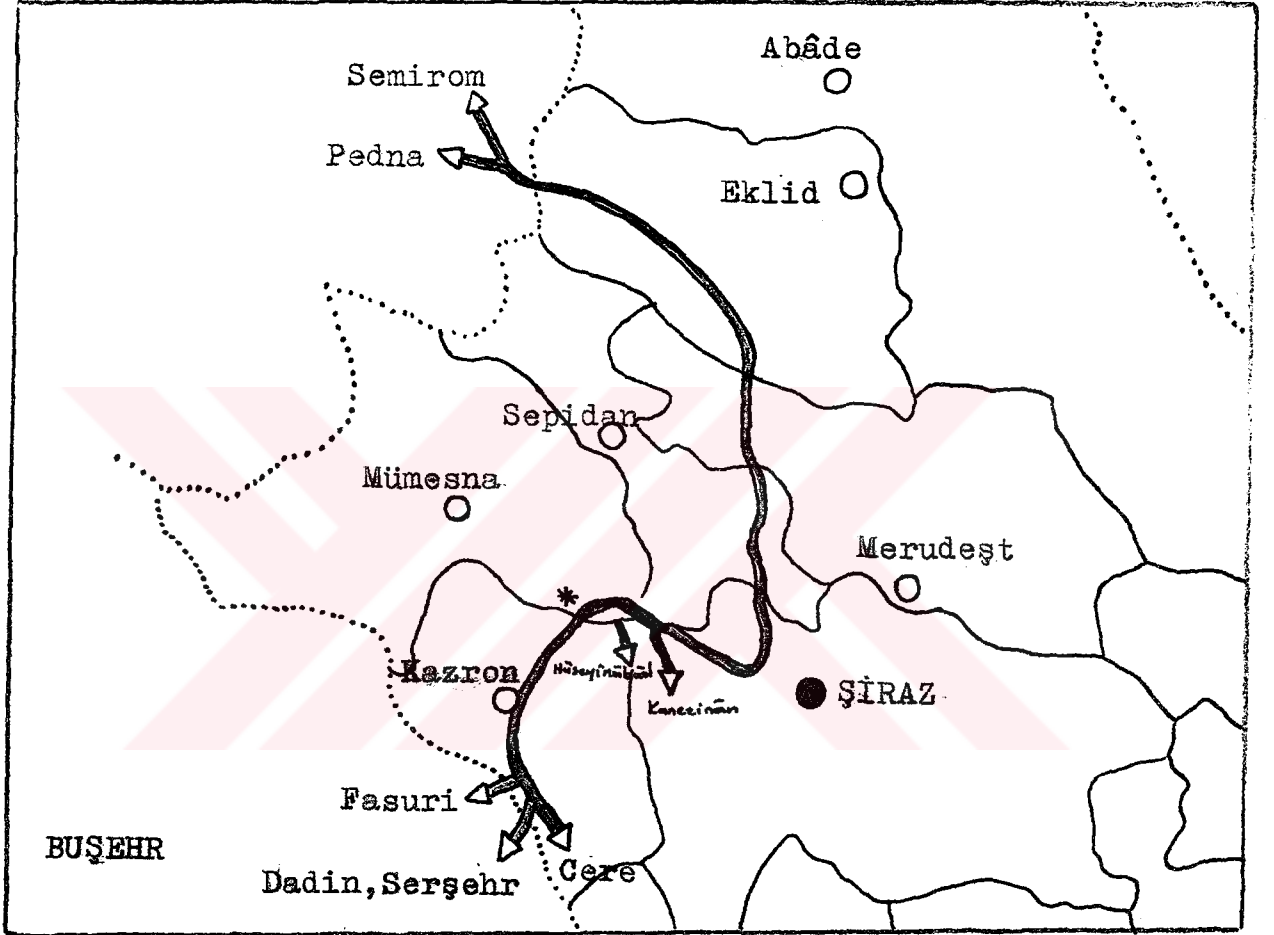 Abâde
Semirom
Pedna
Eklid
Sepidan
Mümesna
Merudeşt
*
Kazron
ŞİRAZ
Fasuri
BUŞEHR
Cere
Dadin,Serşehr